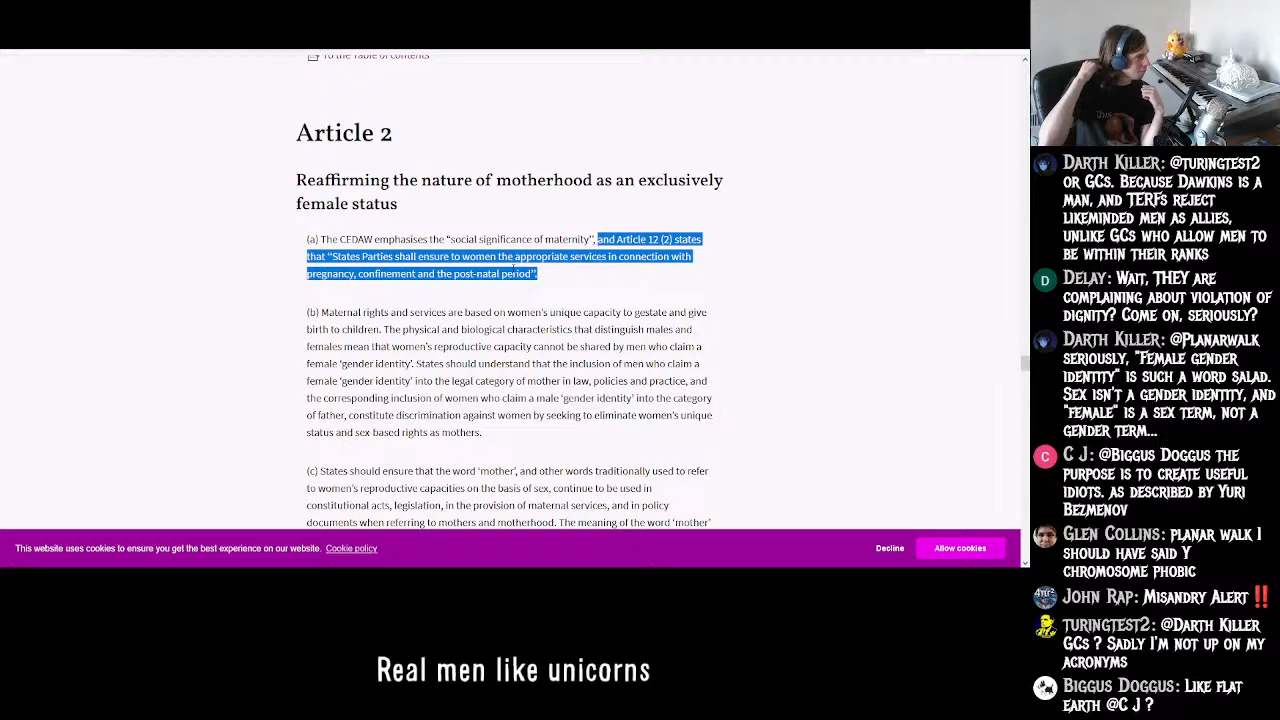 To the Table of contents
Article 2
Reaffirming the nature of motherhood as an exclusively
female status
(a) The CEDAW emphasises the “social significance of maternity”, and Article 12 (2) states
that “States Parties shall ensure to women the appropriate services in connection with
pregnancy, confinement and the post-natal period”.
(b) Maternal rights and services are based on women’s unique capacity to gestate and give
birth to children. The physical and biological characteristics that distinguish males and
females mean that women’s reproductive capacity cannot be shared by men who claim a
female ‘gender identity’. States should understand that the inclusion of men who claim a
female ‘gender identity’ into the legal category of mother in law, policies and practice, and
the corresponding inclusion of women who claim a male ‘gender identity’ into the category
of father, constitute discrimination against women by seeking to eliminate women’s unique
status and sex based rights as mothers.
(c) States should ensure that the word ‘mother’, and other words traditionally used to refer
to women’s reproductive capacities on the basis of sex, continue to be used in
constitutional acts, legislation, in the provision of maternal services, and in policy
documents when referring to mothers and motherhood. The meaning of the word ‘mother’
This website uses cookies to ensure you get the best experience on our website. Cookie policy
Decline
Allow cookies
Real men like unicorns
This
Darth Killer: @turingtest2
or GCs. Because Dawkins is a
man, and TERFs reject
likeminded men as allies,
unlike GCs who allow men to
be within their ranks
D
Delay: Wait, THEY are
complaining about violation of
dignity? Come on, seriously?
Darth Killer: @Planarwalk
seriously, "Female gender
identity" is such a word salad.
Sex isn't a gender identity, and
"female" is a sex term, not a
gender term...
C
C J: @Biggus Doggus the
purpose is to create useful
idiots. as described by Yuri
Bezmenov
Glen Collins: planar walk I
should have said Y
chromosome phobic
John Rap: Misandry Alert ‼️
turingtest2: @Darth Killer
GCs ? Sadly I'm not up on my
acronyms
Biggus Doggus: Like flat
earth @C J ?